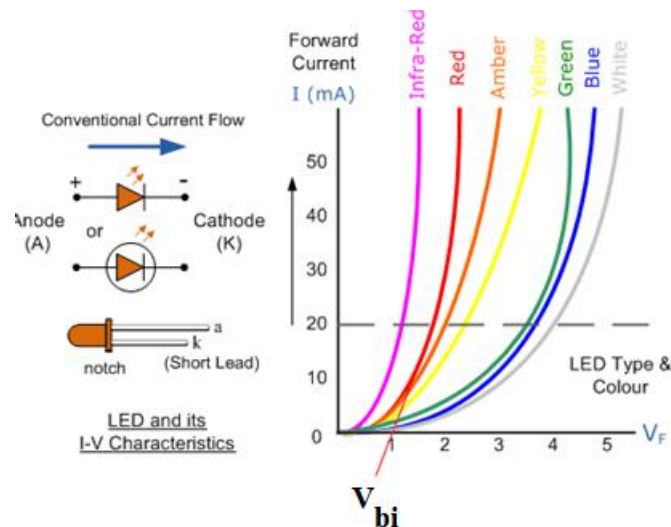 Forward
Current
I (mA)
Infra-Red
Red
Amber
Yellow
Green
Blue
White
Conventional Current Flow
+
-
Anode
(A)
or
Cathode
(K)
a
k
(Short Lead)
notch
LED and its
I-V Characteristics
50
40
30
20
10
0
1
2
3
4
5
V_F
LED Type &
Colour
V_bi